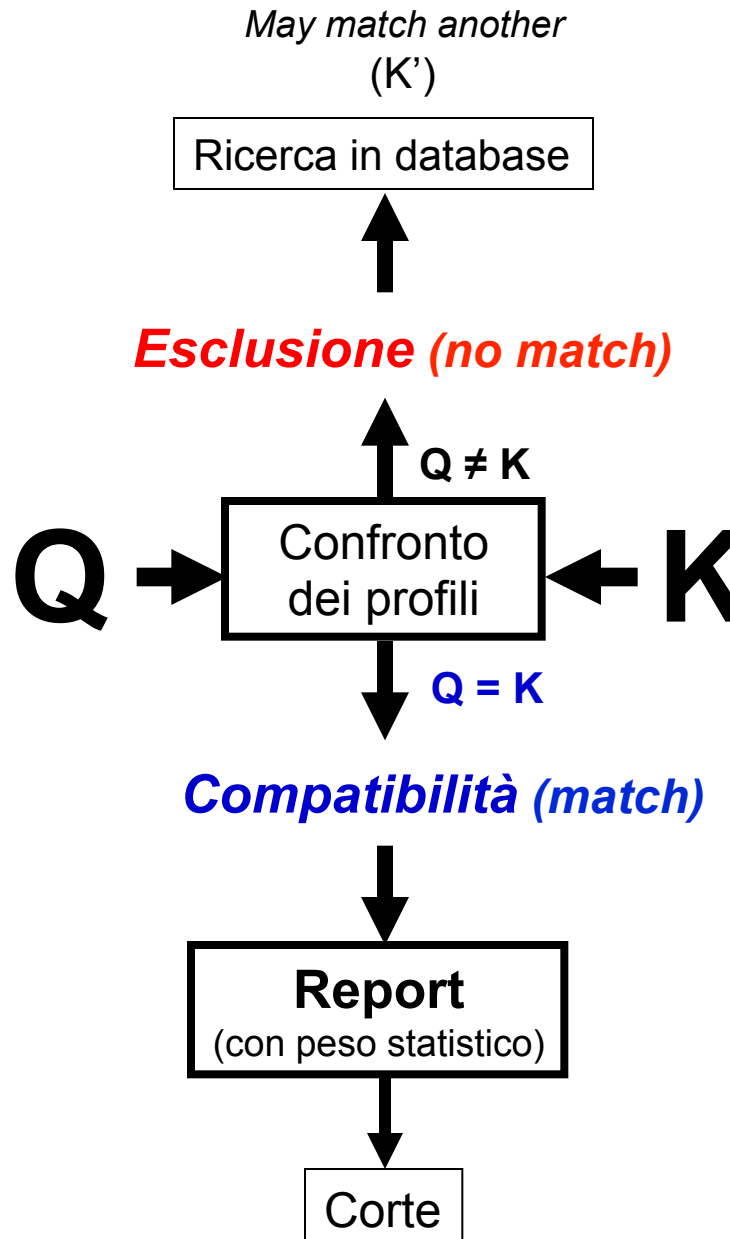 May match another
(K’)
Ricerca in database
Esclusione (no match)
Q ≠ K
Q
Confronto
dei profili
K
Q = K
Compatibilità (match)
Report
(con peso statistico)
Corte